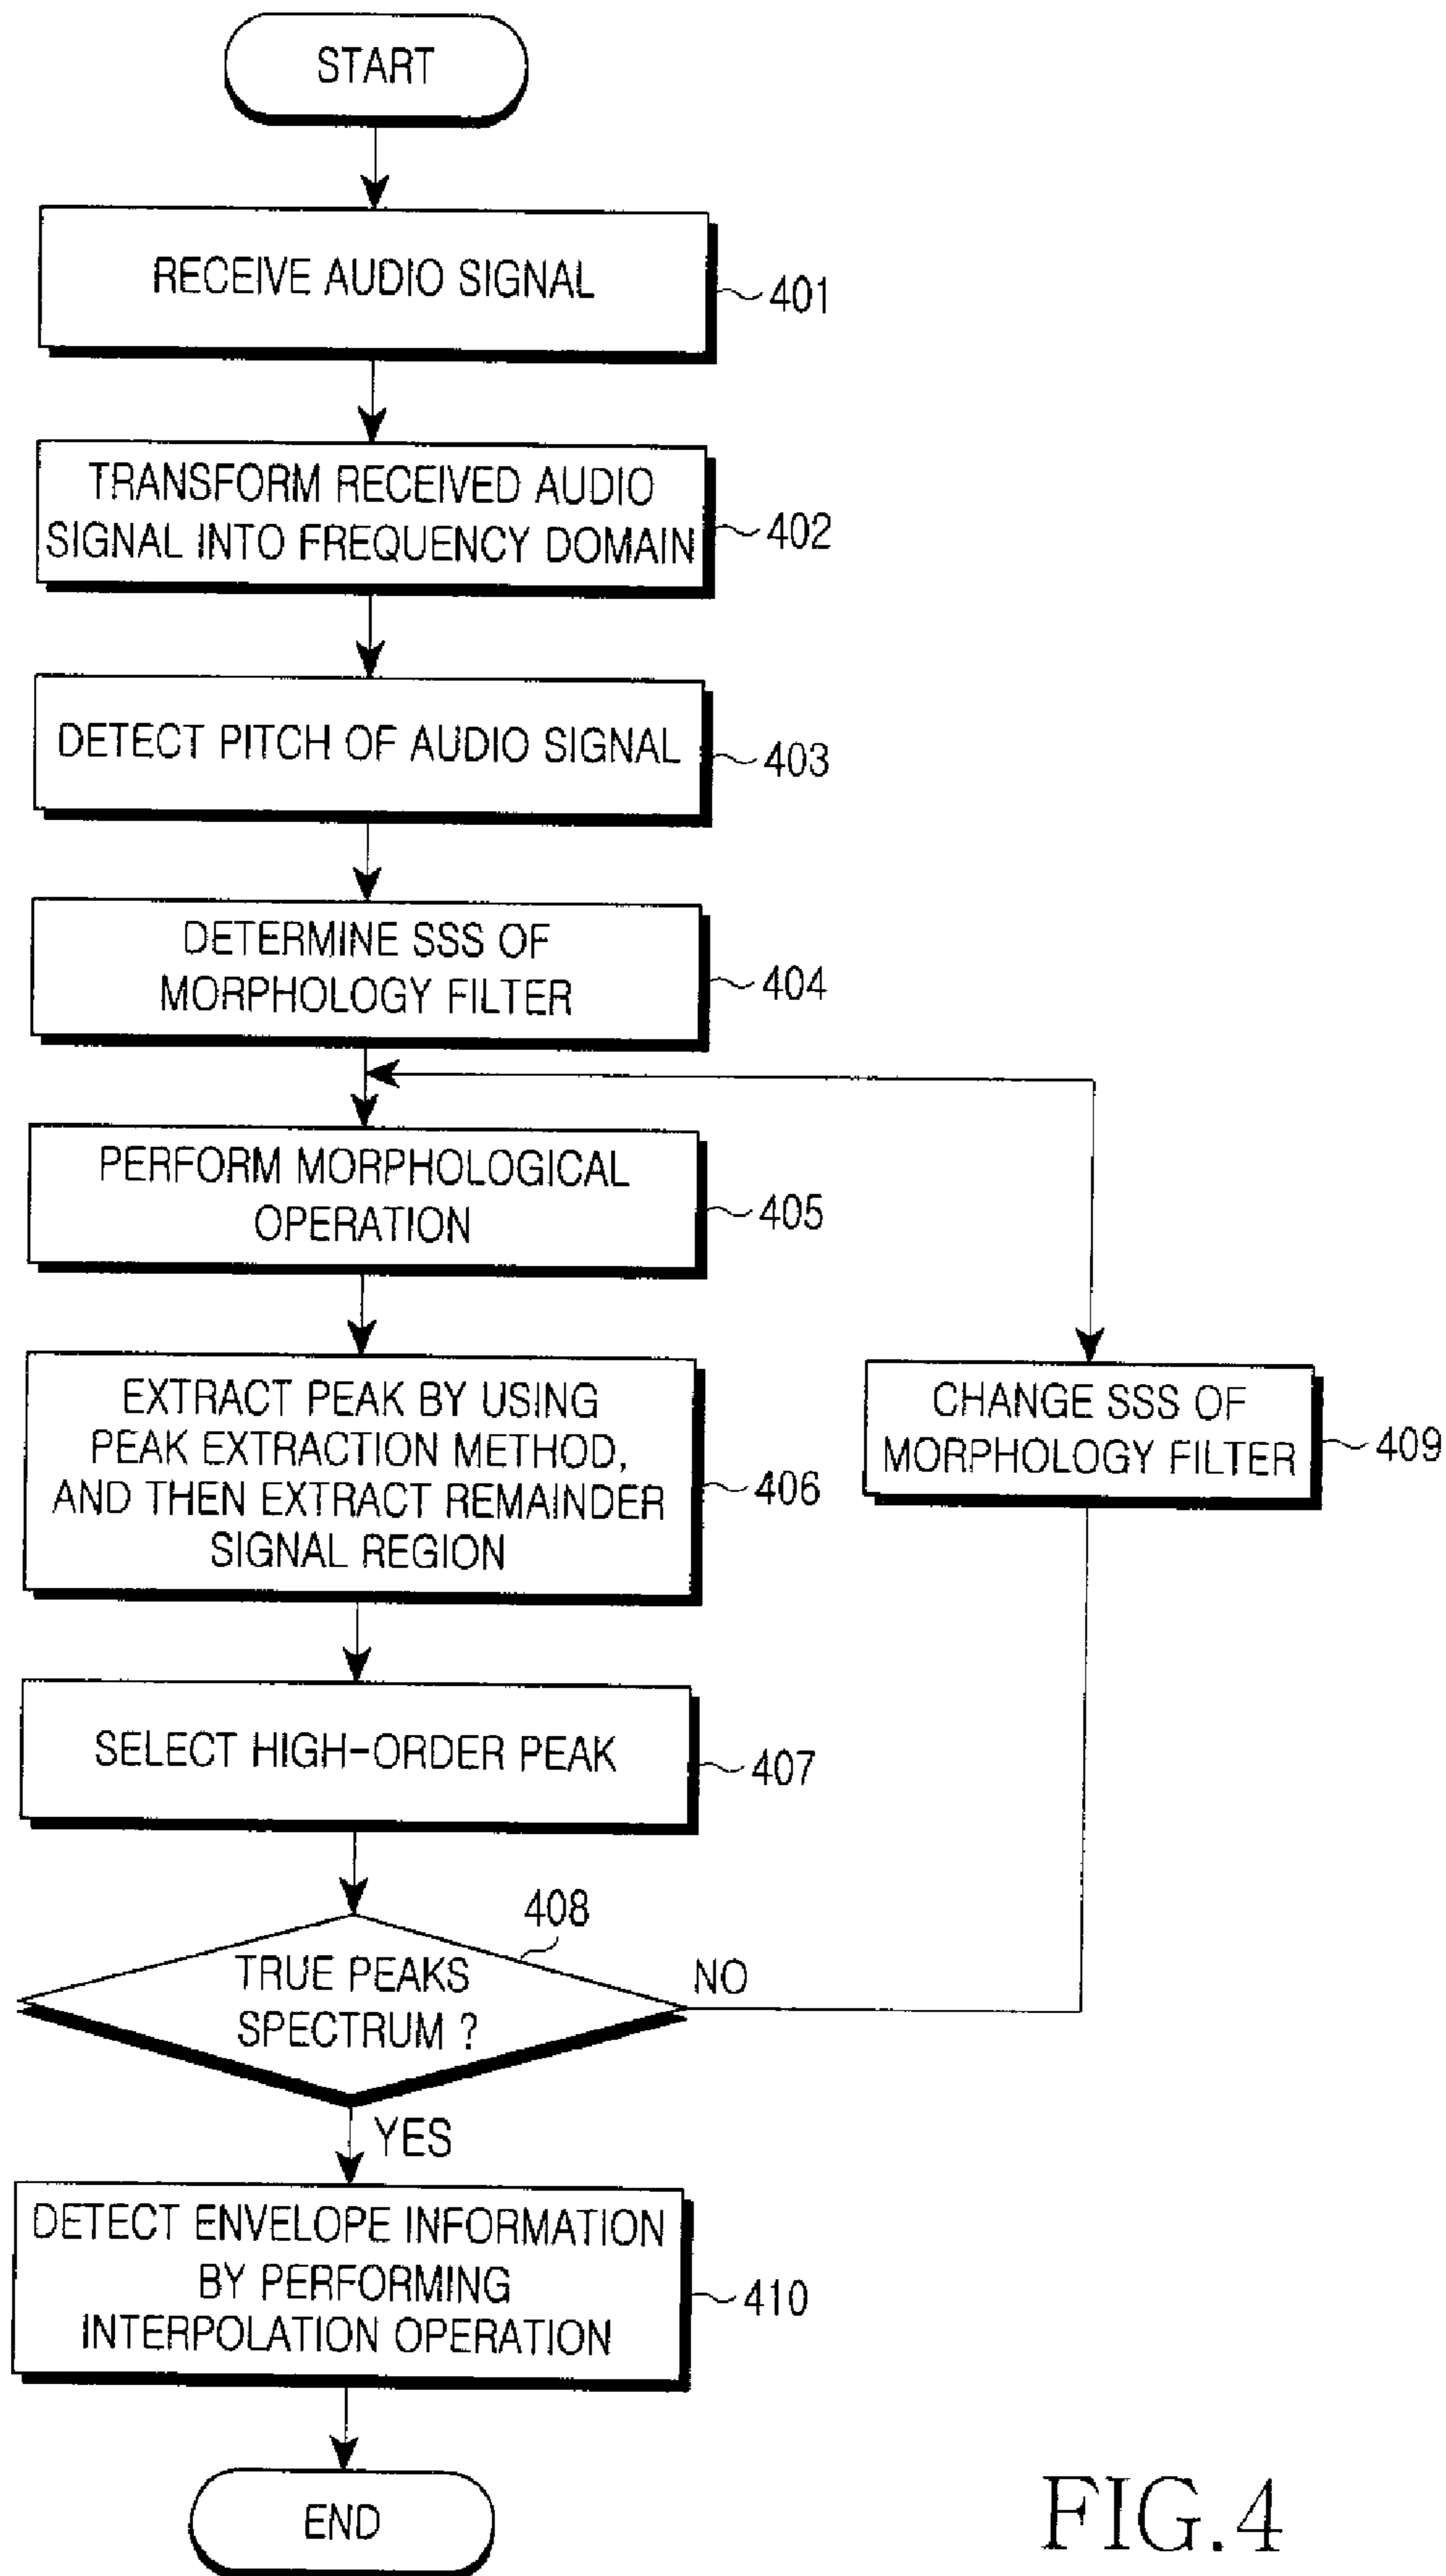 START
RECEIVE AUDIO SIGNAL
401
TRANSFORM RECEIVED AUDIO
SIGNAL INTO FREQUENCY DOMAIN
402
DETECT PITCH OF AUDIO SIGNAL
403
DETERMINE SSS OF
MORPHOLOGY FILTER
404
PERFORM MORPHOLOGICAL
OPERATION
405
EXTRACT PEAK BY USING
PEAK EXTRACTION METHOD,
AND THEN EXTRACT REMAINDER
SIGNAL REGION
406
CHANGE SSS OF
MORPHOLOGY FILTER
409
SELECT HIGH-ORDER PEAK
407
408
TRUE PEAKS
SPECTRUM ?
NO
YES
DETECT ENVELOPE INFORMATION
BY PERFORMING
INTERPOLATION OPERATION
410
END
FIG.4